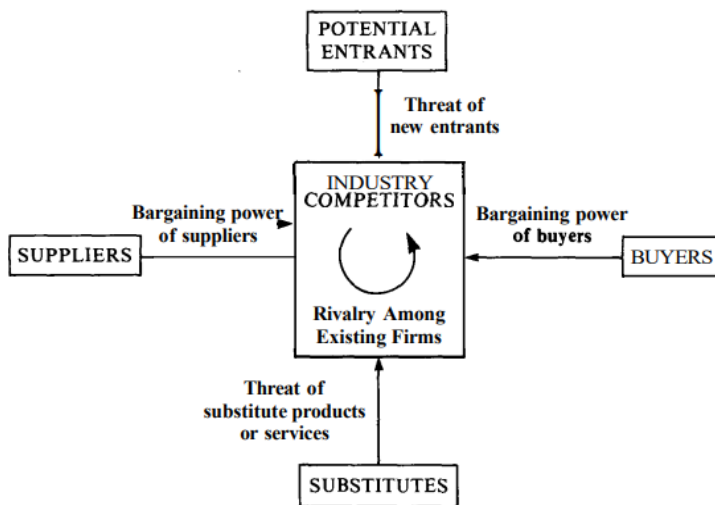 POTENTIAL
ENTRANTS
Threat of
new entrants
INDUSTRY
COMPETITORS
Bargaining power
of suppliers
SUPPLIERS
Bargaining power
of buyers
BUYERS
Rivalry Among
Existing Firms
Threat of
substitute products
or services
SUBSTITUTES